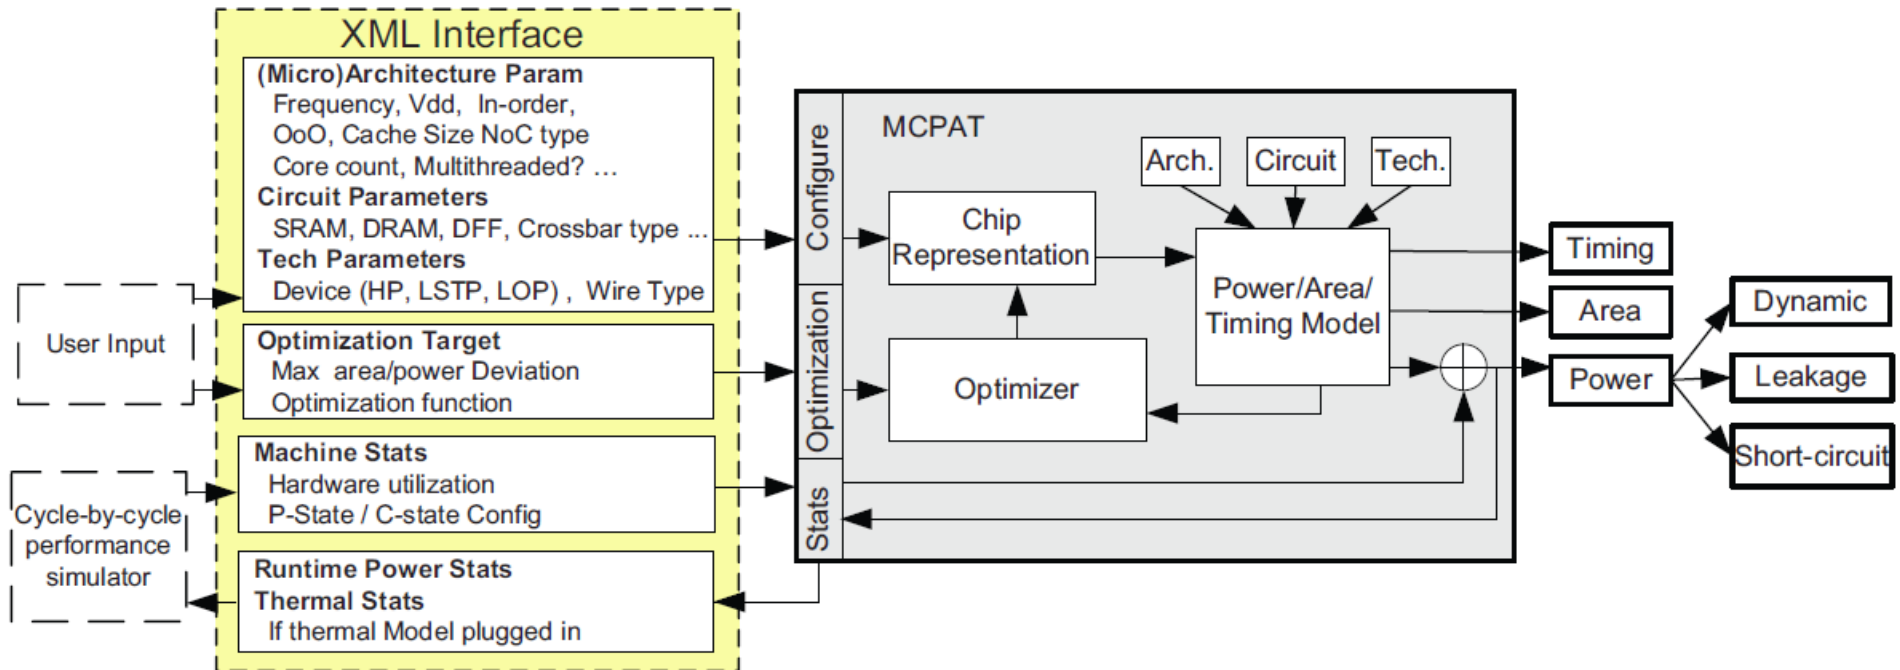 XML Interface
(Micro)Architecture Param
Frequency, Vdd, In-order,
OoO, Cache Size NoC type
Core count, Multithreaded? ...
Circuit Parameters
SRAM, DRAM, DFF, Crossbar type ...
Tech Parameters
Device (HP, LSTP, LOP) , Wire Type
User Input
Optimization Target
Max area/power Deviation
Optimization function
Machine Stats
Hardware utilization
P-State / C-state Config
Cycle-by-cycle
performance
simulator
Runtime Power Stats
Thermal Stats
If thermal Model plugged in
Configure
Optimization
Stats
MCPAT
Arch.
Circuit
Tech.
Chip
Representation
Power/Area/
Timing Model
Optimizer
Timing
Area
Power
Dynamic
Leakage
Short-circuit